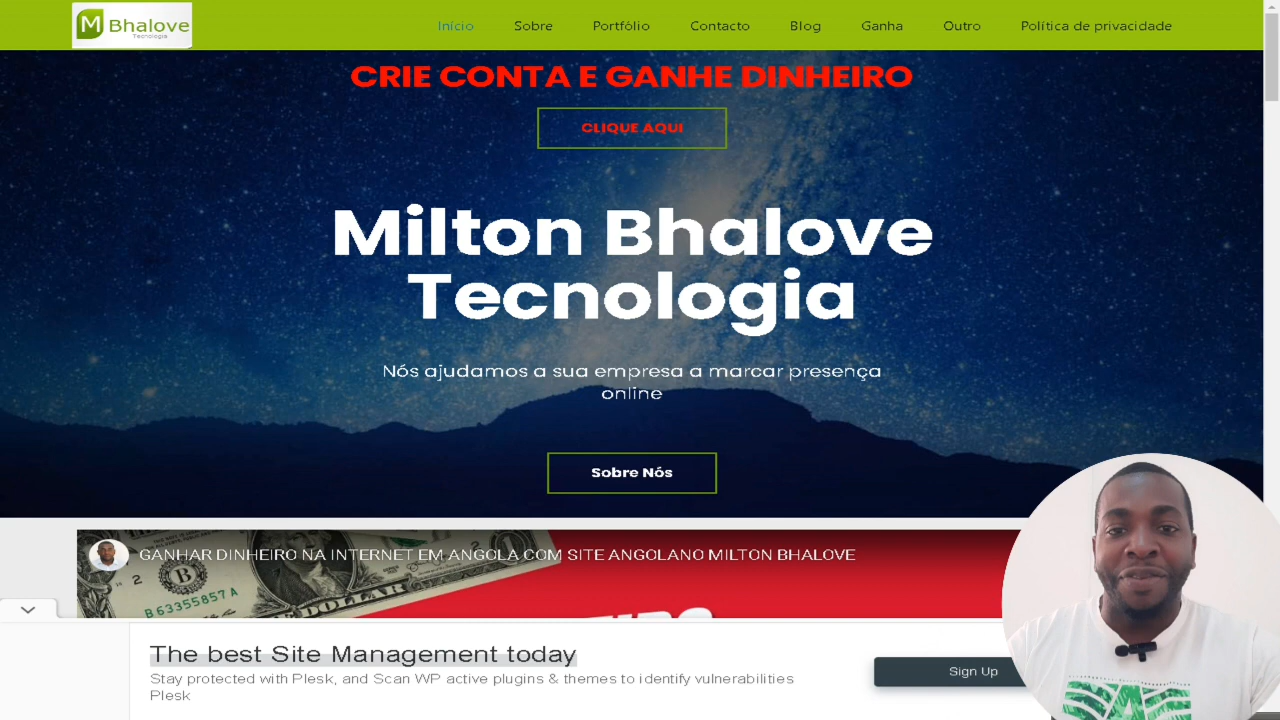 M Bhalove
Tecnologia
Início Sobre Portfólio Contacto Blog Ganha Outro Política de privacidade
CRIE CONTA E GANHE DINHEIRO
CLIQUE AQUI
Milton Bhalove
Tecnologia
Nós ajudamos a sua empresa a marcar presença
online
Sobre Nós
GANHAR DINHEIRO NA INTERNET EM ANGOLA COM SITE ANGOLANO MILTON BHALOVE
B 63355857 A
DOLLAR
The best Site Management today
Stay protected with Plesk, and Scan WP active plugins & themes to identify vulnerabilities
Plesk
Sign Up